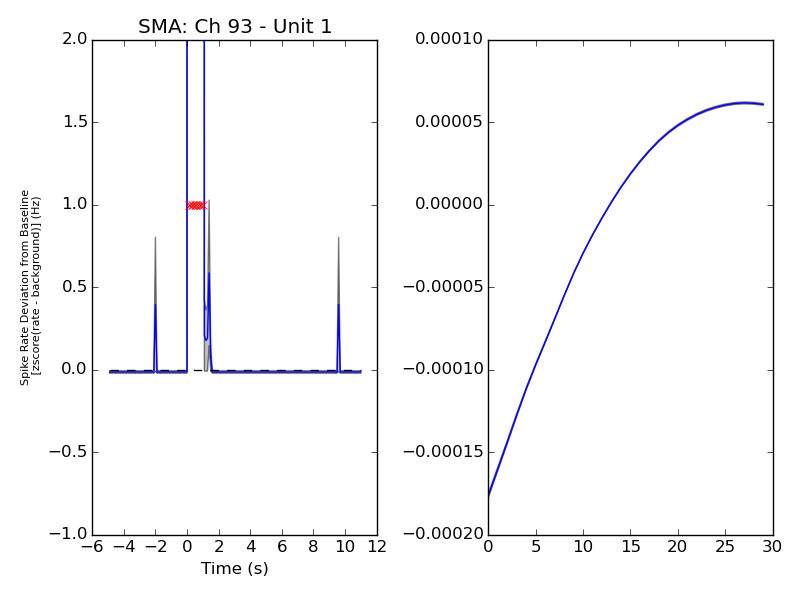 SMA: Ch 93 - Unit 1
2.0
1.5
1.0
0.5
0.0
−0.5
−1.0
Spike Rate Deviation from Baseline
[zscore(rate - background)] (Hz)
−6 −4 −2 0 2 4 6 8 10 12
Time (s)
0.00010
0.00005
0.00000
−0.00005
−0.00010
−0.00015
−0.00020
0 5 10 15 20 25 30